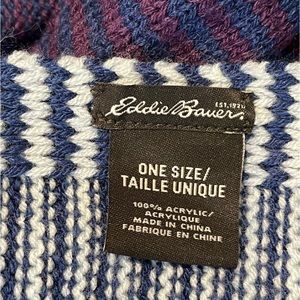 EST. 1920
Eddie Bauer
ONE SIZE/
TAILLE UNIQUE
100% ACRYLIC/
ACRYLIQUE
MADE IN CHINA
FABRIQUE EN CHINE